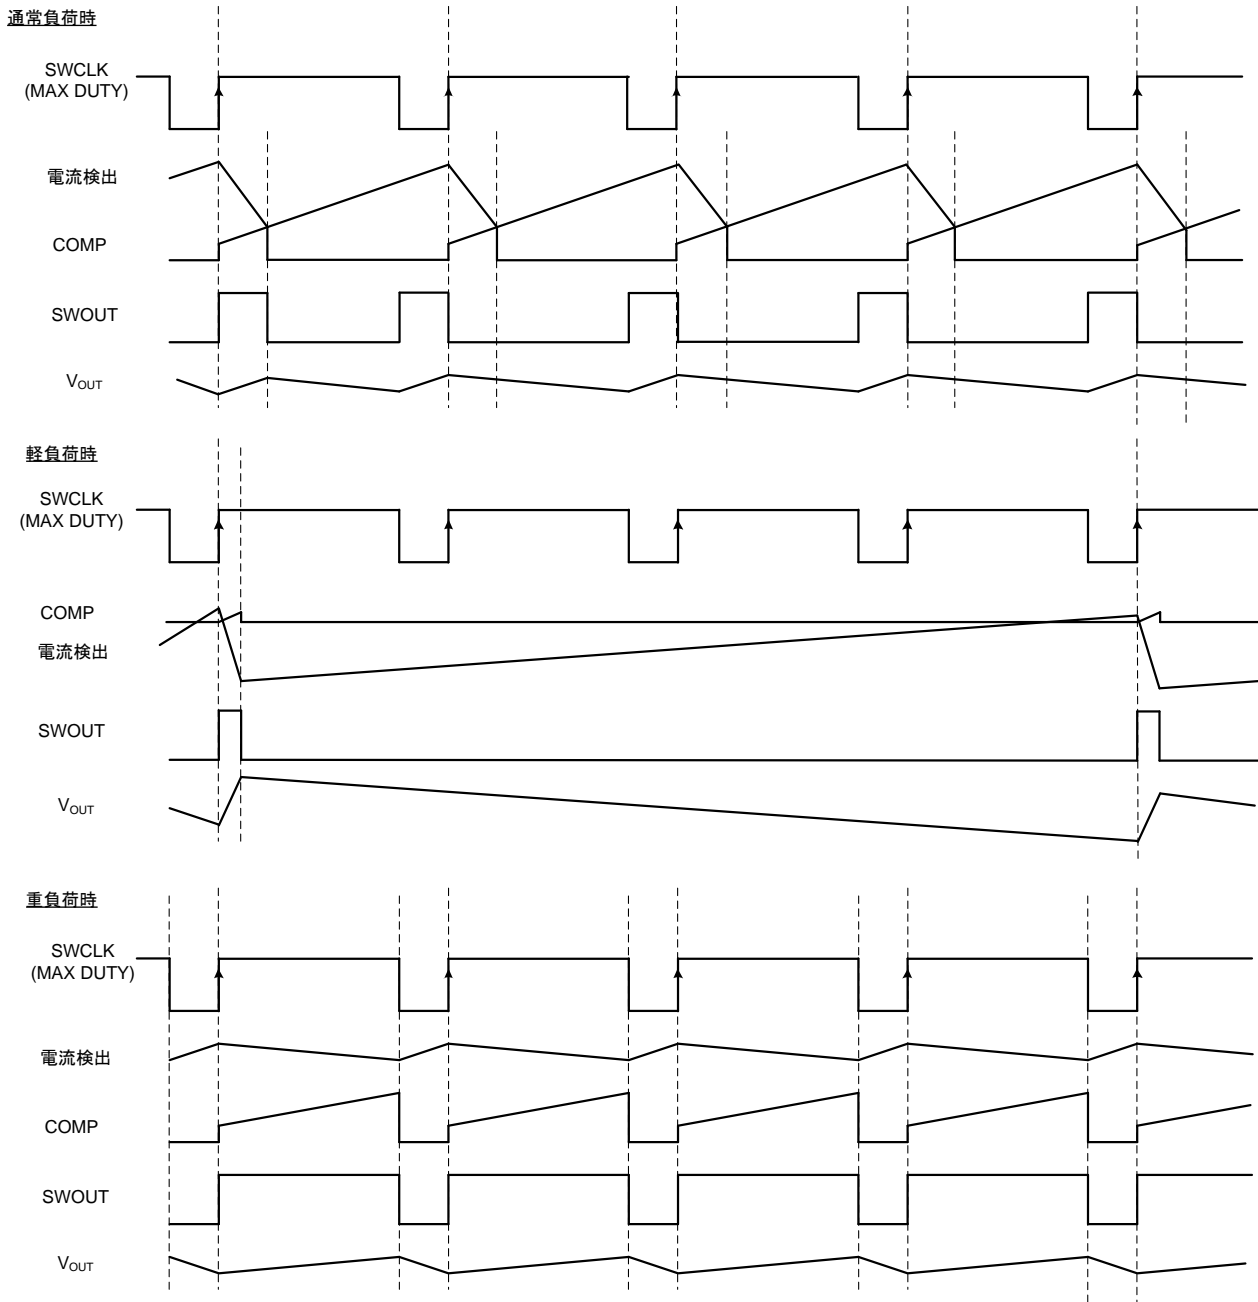 通常負荷時
SWCLK
(MAX DUTY)
電流検出
COMP
SWOUT
VOUT
軽負荷時
SWCLK
(MAX DUTY)
COMP
電流検出
SWOUT
VOUT
重負荷時
SWCLK
(MAX DUTY)
電流検出
COMP
SWOUT
VOUT